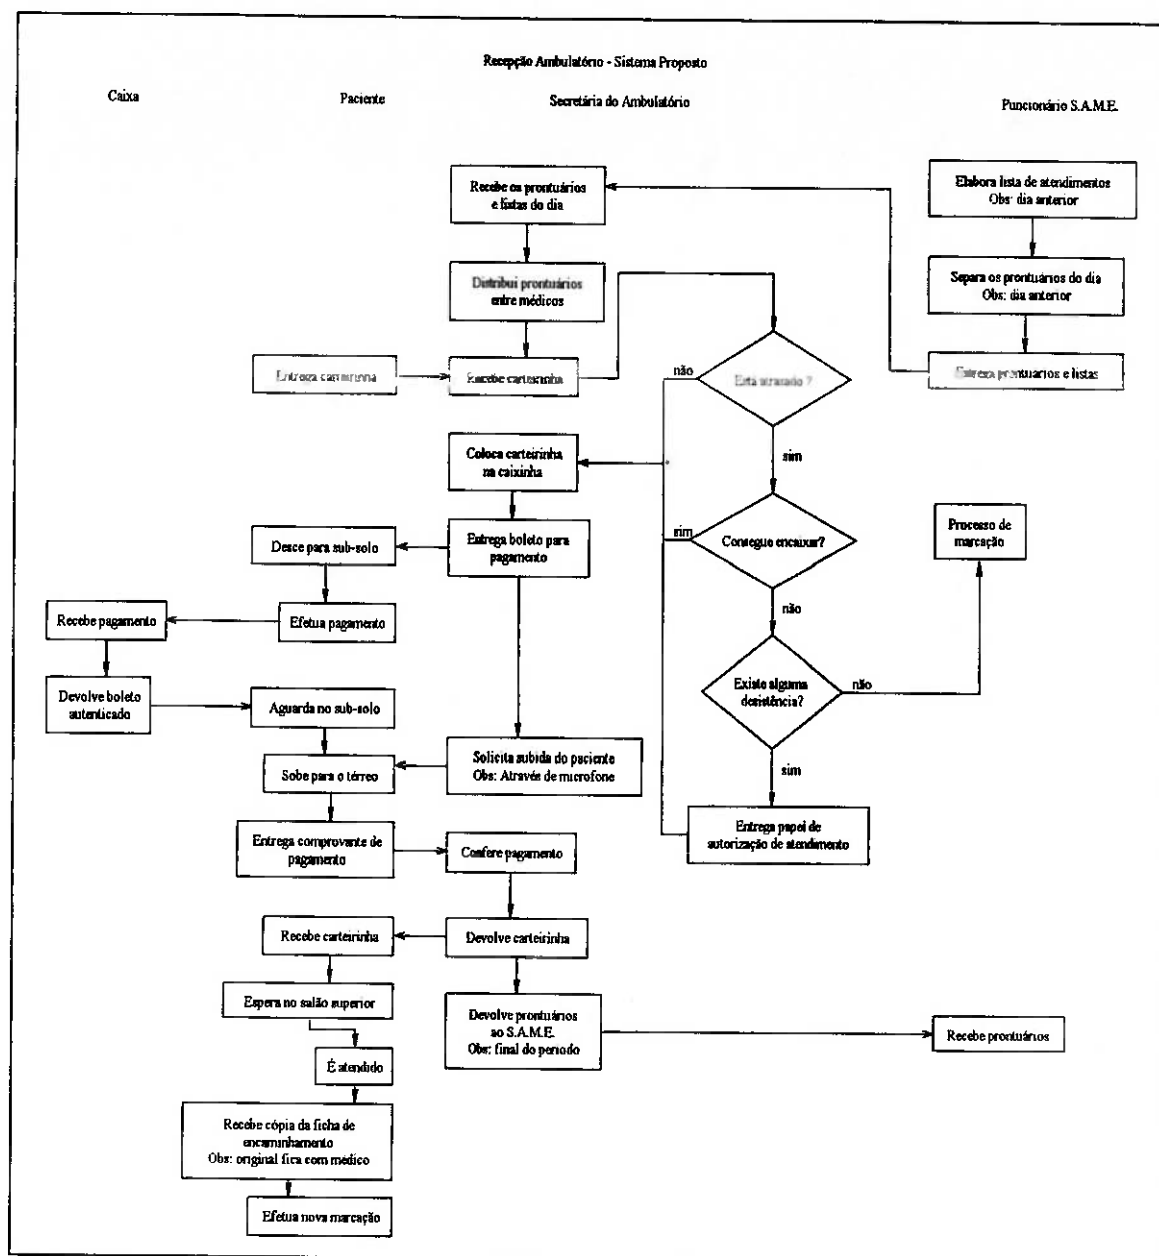 Recepção Ambulatório - Sistema Proposto
Caixa
Paciente
Secretária do Ambulatório
Funcionário S.A.M.E.
Recebe os prontuários
e listas do dia
Elabora lista de atendimentos
Obs: dia anterior
Distribui prontuários
entre médicos
Separa os prontuários do dia
Obs: dia anterior
Entrega carteirinha
Recebe carteirinha
não
Está atrasado ?
Entrega prontuários e listas
Coloca carteirinha
na caixinha
sim
Desce para sub-solo
Entrega boleto para
pagamento
sim
Consegue encaixar?
Processo de
marcação
Recebe pagamento
Efetua pagamento
não
Devolve boleto
autenticado
Aguarda no sub-solo
Existe alguma
desistência?
não
Sobe para o térreo
Solicita subida do paciente
Obs: Através de microfone
sim
Entrega comprovante de
pagamento
Confere pagamento
Entrega papel de
autorização de atendimento
Recebe carteirinha
Devolve carteirinha
Espera no salão superior
Devolve prontuários
ao S.A.M.E.
Obs: final do período
Recebe prontuários
É atendido
Recebe cópia da ficha de
encaminhamento
Obs: original fica com médico
Efetua nova marcação